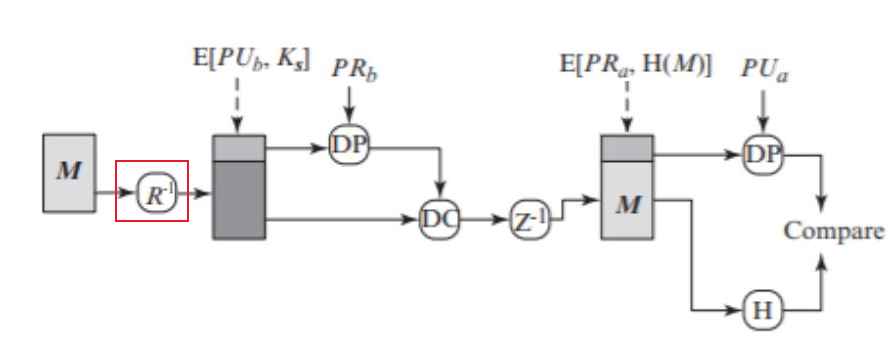 E[PU_b, K_s]
PR_b
E[PR_a, H(M)]
PU_a
M
R⁻¹
DP
DC
Z⁻¹
M
DP
Compare
H